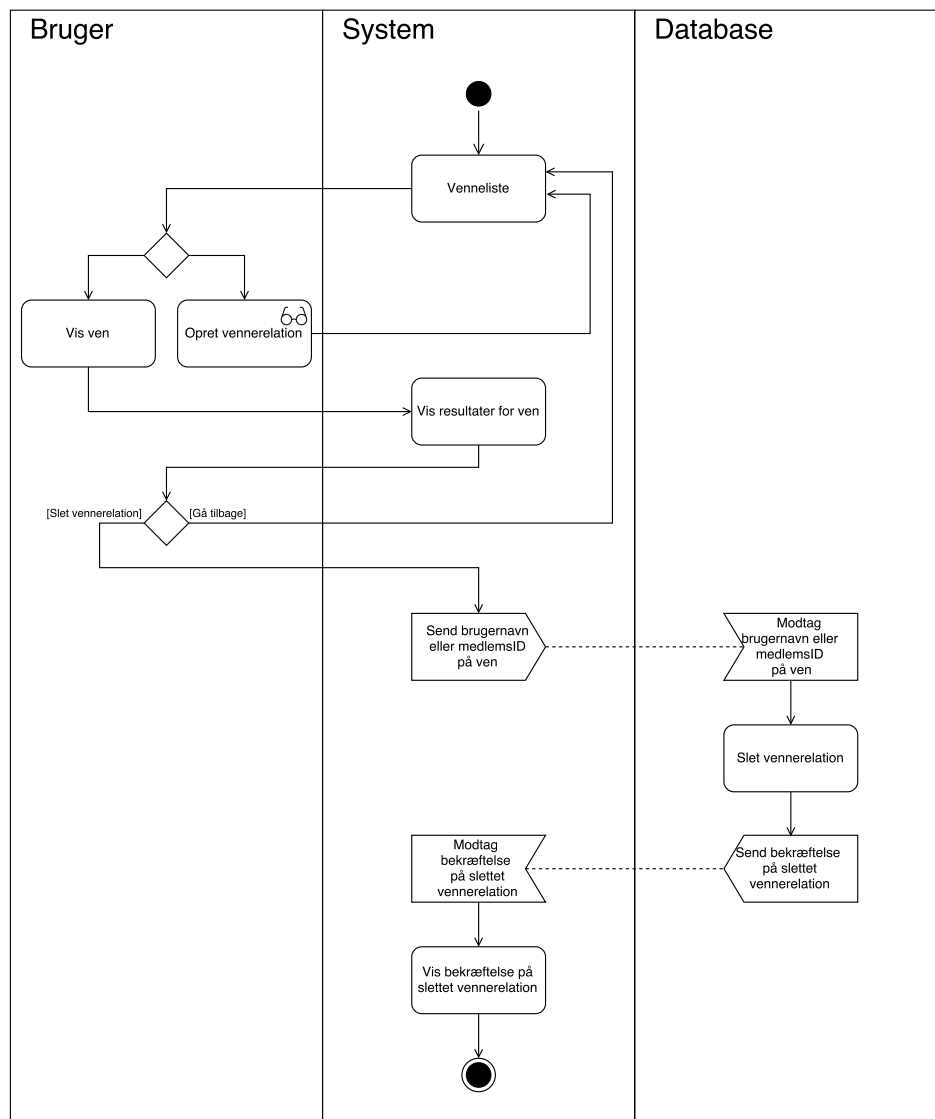 Bruger
System
Database
Venneliste
Vis ven
Opret vennerelation
Vis resultater for ven
[Slet vennerelation]
[Gå tilbage]
Send brugernavn
eller medlemsID
på ven
Modtag
brugernavn eller
medlemsID
på ven
Slet vennerelation
Modtag
bekræftelse
på slettet
vennerelation
Send bekræftelse
på slettet
vennerelation
Vis bekræftelse på
slettet vennerelation